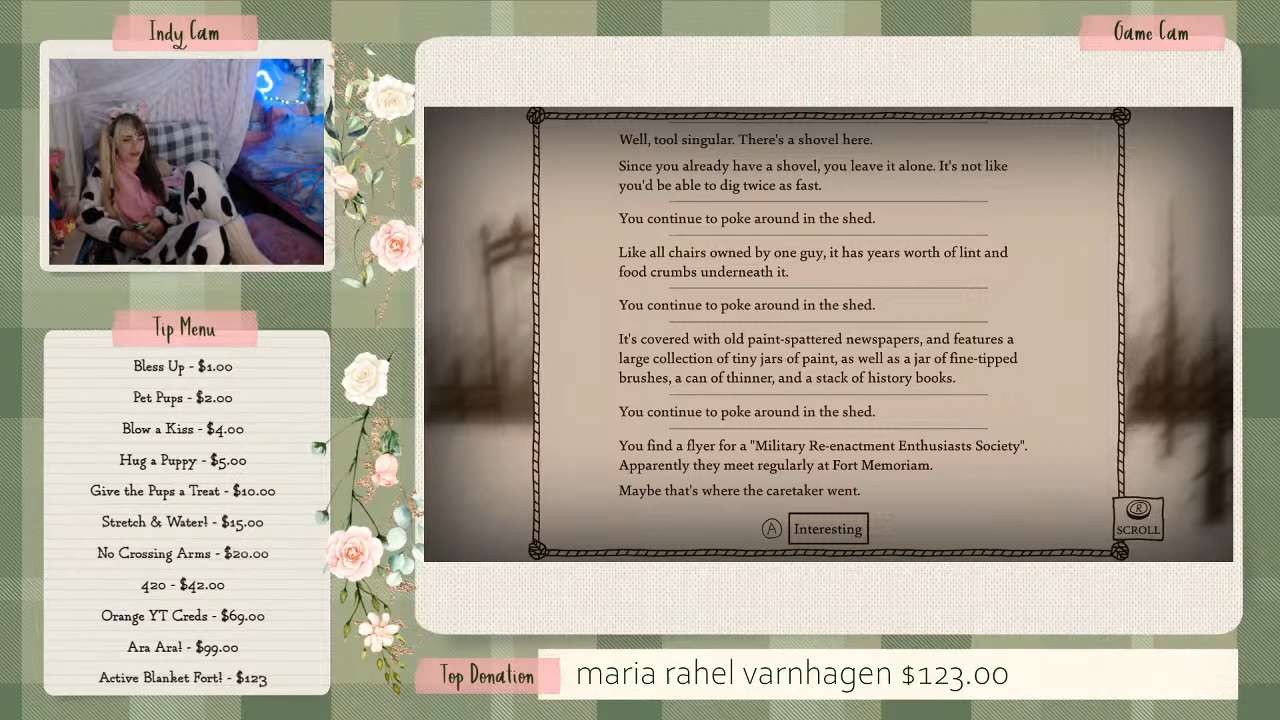 Indy Cam
Game Cam
Well, tool singular. There's a shovel here.
Since you already have a shovel, you leave it alone. It's not like
you'd be able to dig twice as fast.
You continue to poke around in the shed.
Like all chairs owned by one guy, it has years worth of lint and
food crumbs underneath it.
You continue to poke around in the shed.
It's covered with old paint-spattered newspapers, and features a
large collection of tiny jars of paint, as well as a jar of fine-tipped
brushes, a can of thinner, and a stack of history books.
You continue to poke around in the shed.
You find a flyer for a "Military Re-enactment Enthusiasts Society".
Apparently they meet regularly at Fort Memoriam.
Maybe that's where the caretaker went.
A Interesting
R
SCROLL
Tip Menu
Bless Up - $1.00
Pet Pups - $2.00
Blow a Kiss - $4.00
Hug a Puppy - $5.00
Give the Pups a Treat - $10.00
Stretch & Water! - $15.00
No Crossing Arms - $20.00
420 - $42.00
Orange YT Creds - $69.00
Ara Ara! - $99.00
Active Blanket Fort! - $123
Top Donation
maria rahel varnhagen $123.00